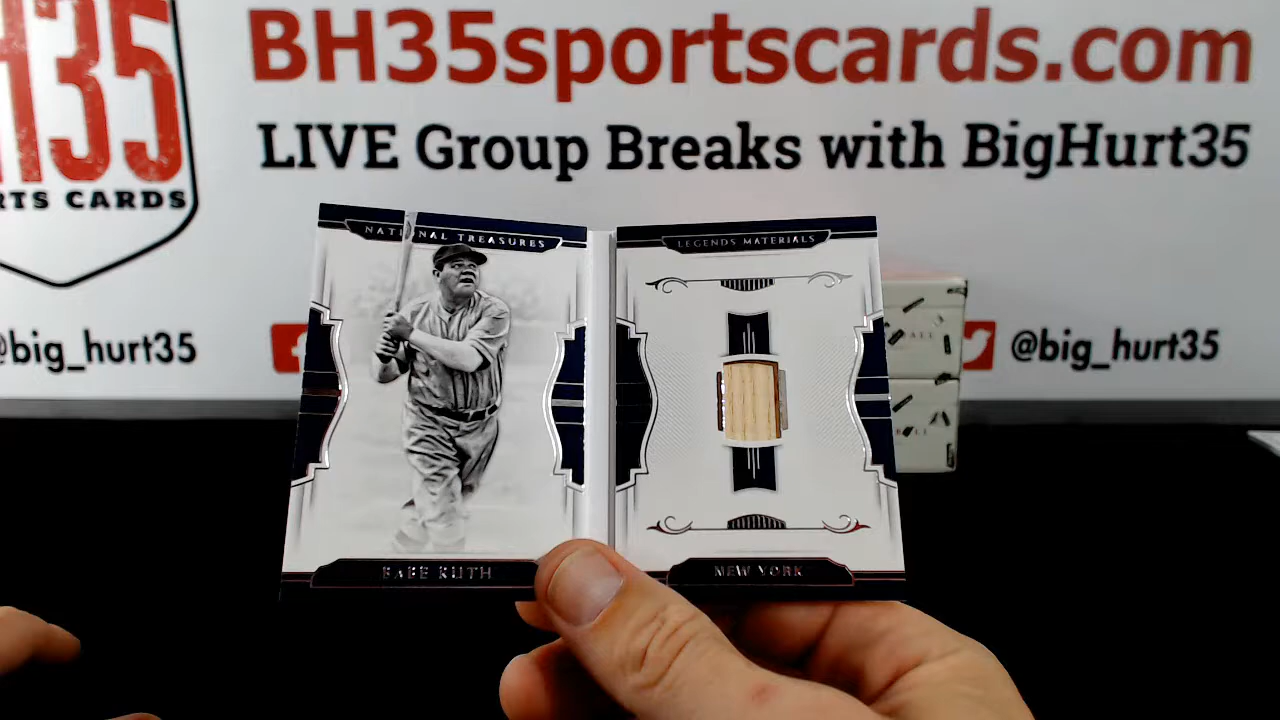 BH35sportscards.com
LIVE Group Breaks with BigHurt35
H35
RTS CARDS
@big_hurt35
@big_hurt35
NATIONAL TREASURES
LEGENDS MATERIALS
BABE RUTH
NEW YORK